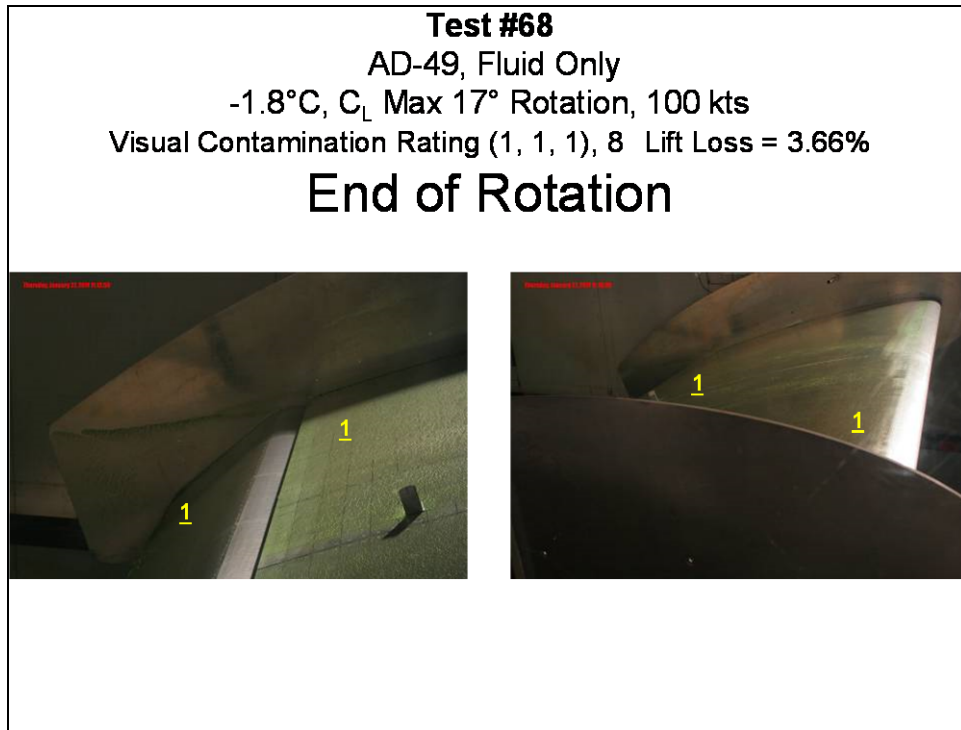 Test #68
AD-49, Fluid Only
-1.8°C, CL Max 17° Rotation, 100 kts
Visual Contamination Rating (1, 1, 1), 8 Lift Loss = 3.66%
End of Rotation
1
1
1
1